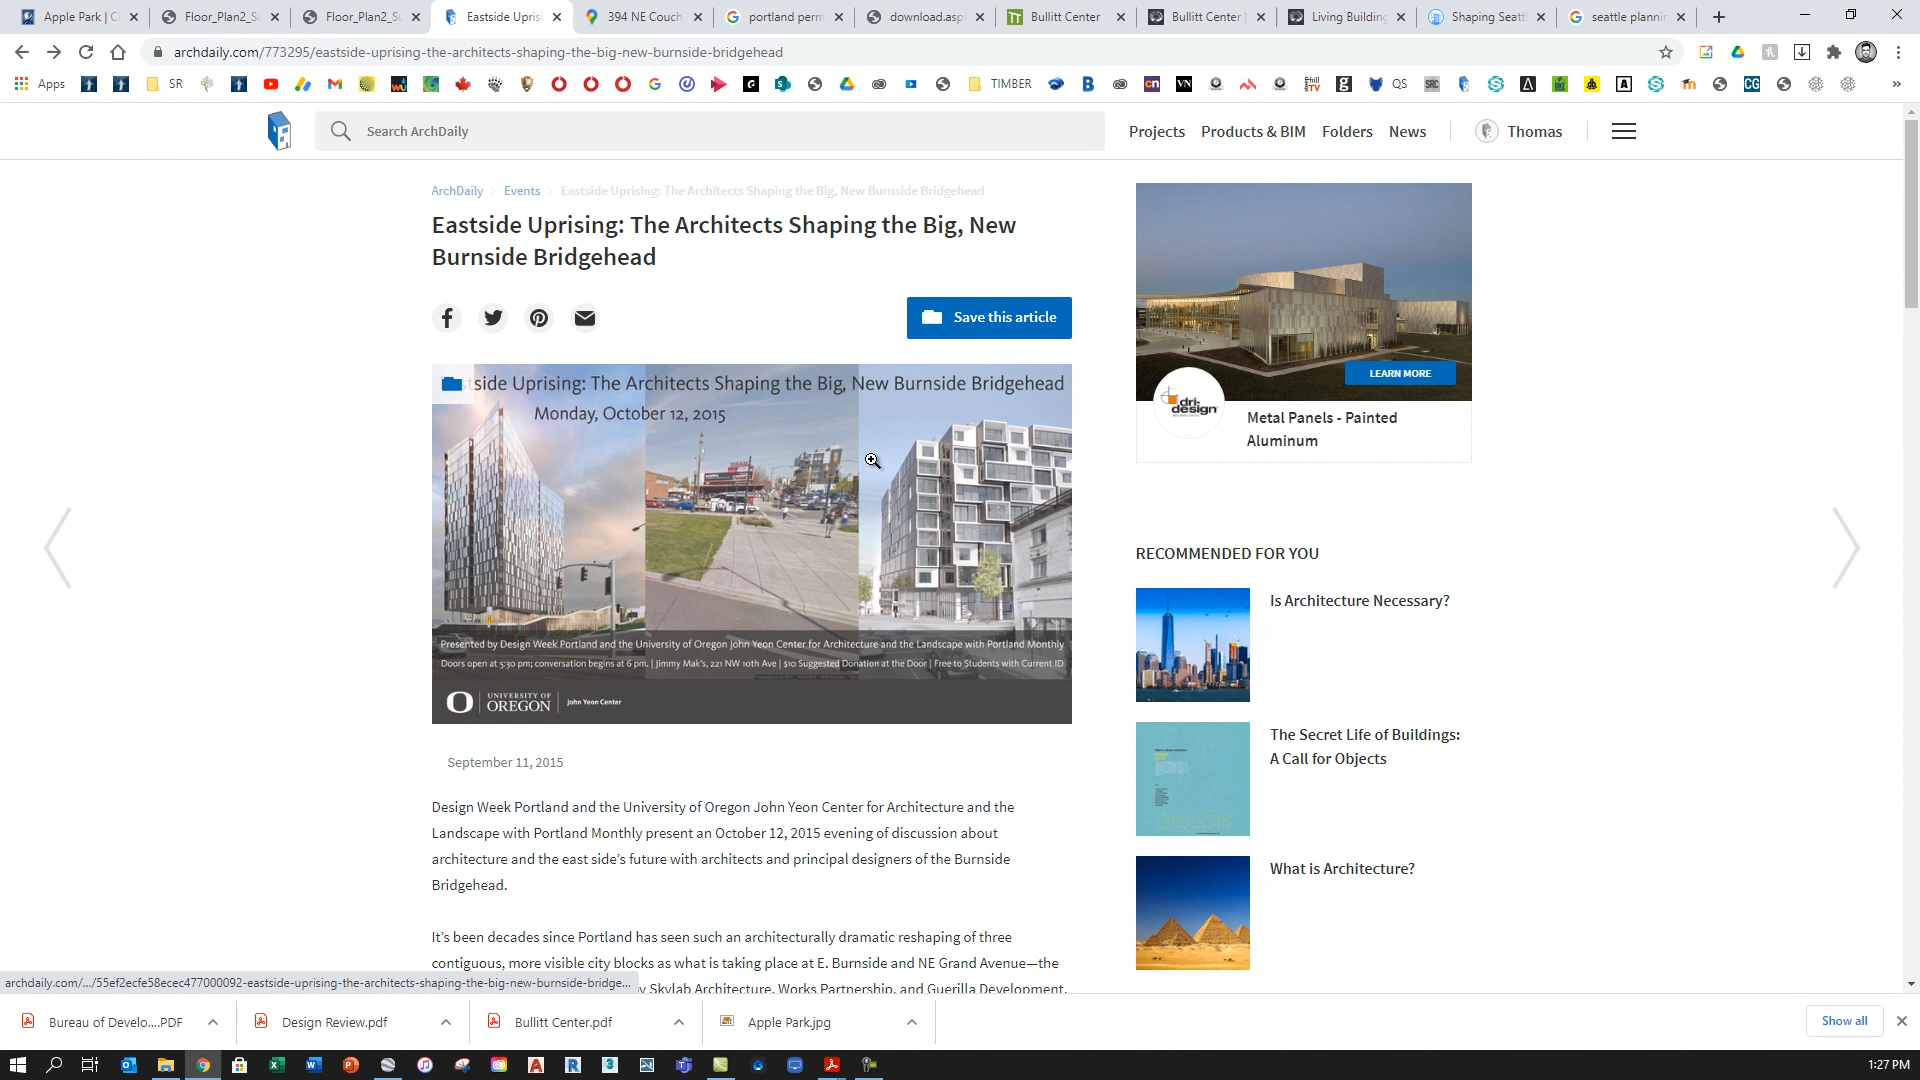 Apple Park | Ci
Floor_Plan2_Su
Floor_Plan2_Su
Eastside Uprisi
394 NE Couch
portland perm
download.asp
Bullitt Center
Bullitt Center |
Living Building
Shaping Seatt
seattle plannin
archdaily.com/773295/eastside-uprising-the-architects-shaping-the-big-new-burnside-bridgehead
Apps
SR
TIMBER
QS
Search ArchDaily
Projects
Products & BIM
Folders
News
Thomas
ArchDaily
Events
Eastside Uprising: The Architects Shaping the Big, New Burnside Bridgehead
Eastside Uprising: The Architects Shaping the Big, New
Burnside Bridgehead
Save this article
LEARN MORE
dri-
design
Metal Panels - Painted
Aluminum
tside Uprising: The Architects Shaping the Big, New Burnside Bridgehead
Monday, October 12, 2015
Presented by Design Week Portland and the University of Oregon John Yeon Center for Architecture and the Landscape with Portland Monthly
Doors open at 5:30 pm; conversation begins at 6 pm. | Jimmy Mak's, 221 NW 10th Ave | $10 Suggested Donation at the Door | Free to Students with Current ID
UNIVERSITY OF
OREGON
John Yeon Center
RECOMMENDED FOR YOU
Is Architecture Necessary?
The Secret Life of Buildings:
A Call for Objects
What is Architecture?
September 11, 2015
Design Week Portland and the University of Oregon John Yeon Center for Architecture and the
Landscape with Portland Monthly present an October 12, 2015 evening of discussion about
architecture and the east side’s future with architects and principal designers of the Burnside
Bridgehead.
It’s been decades since Portland has seen such an architecturally dramatic reshaping of three
contiguous, more visible city blocks as what is taking place at E. Burnside and NE Grand Avenue—the
y Skylab Architecture, Works Partnership, and Guerilla Development.
archdaily.com/.../55ef2ecfe58ecec477000092-eastside-uprising-the-architects-shaping-the-big-new-burnside-bridge...
Bureau of Develo....PDF
Design Review.pdf
Bullitt Center.pdf
Apple Park.jpg
Show all
1:27 PM